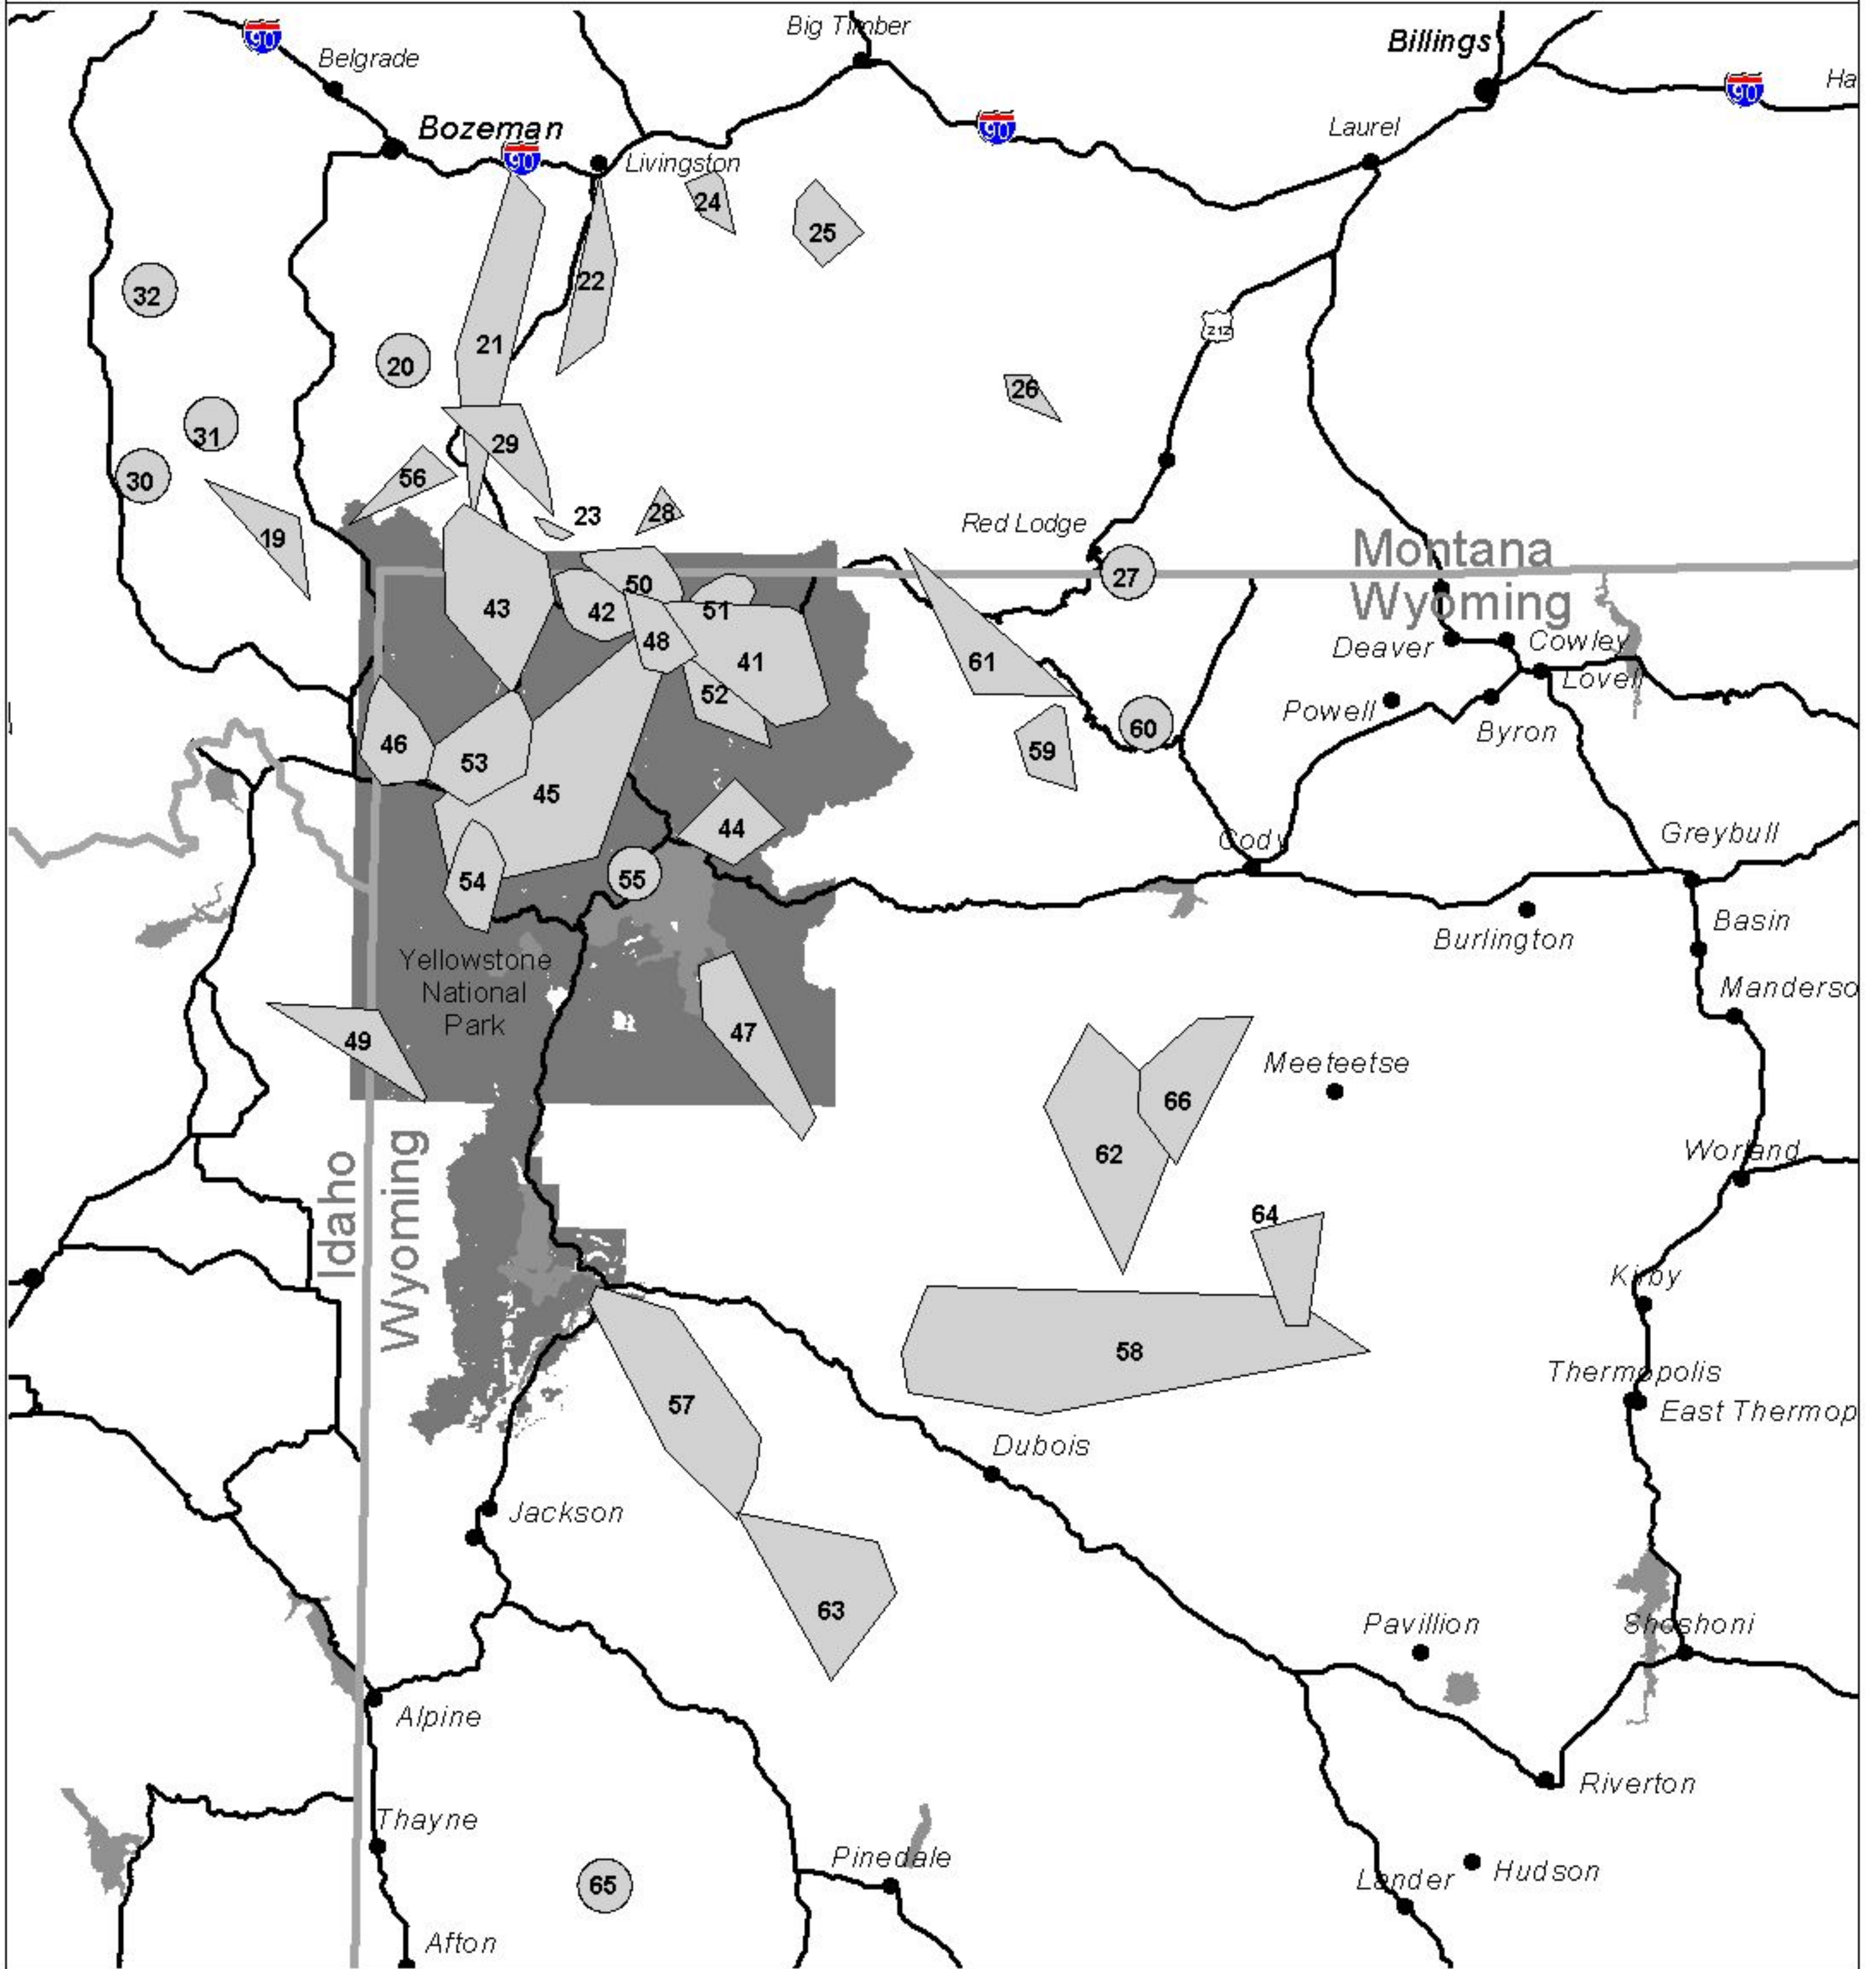 Big Timber
90
Billings
Belgrade
90
Ha
Bozeman
90
90
Laurel
Livingston
24
25
32
22
212
21
20
26
31
29
56
30
28
23
Red Lodge
19
Montana
27
50
Wyoming
43
42
51
48
Deaver
Cowley
41
61
Lovell
52
Powell
60
Byron
46
59
53
45
44
Cody
Greybull
54
55
Basin
Burlington
Yellowstone
National
Park
Manderso
47
49
Meeteetse
66
62
Worland
Idaho
Wyoming
64
Kirby
58
Thermopolis
57
East Thermop
Dubois
Jackson
63
Pavillion
Shoshoni
Alpine
Riverton
Thayne
Pinedale
65
Hudson
Lander
Afton